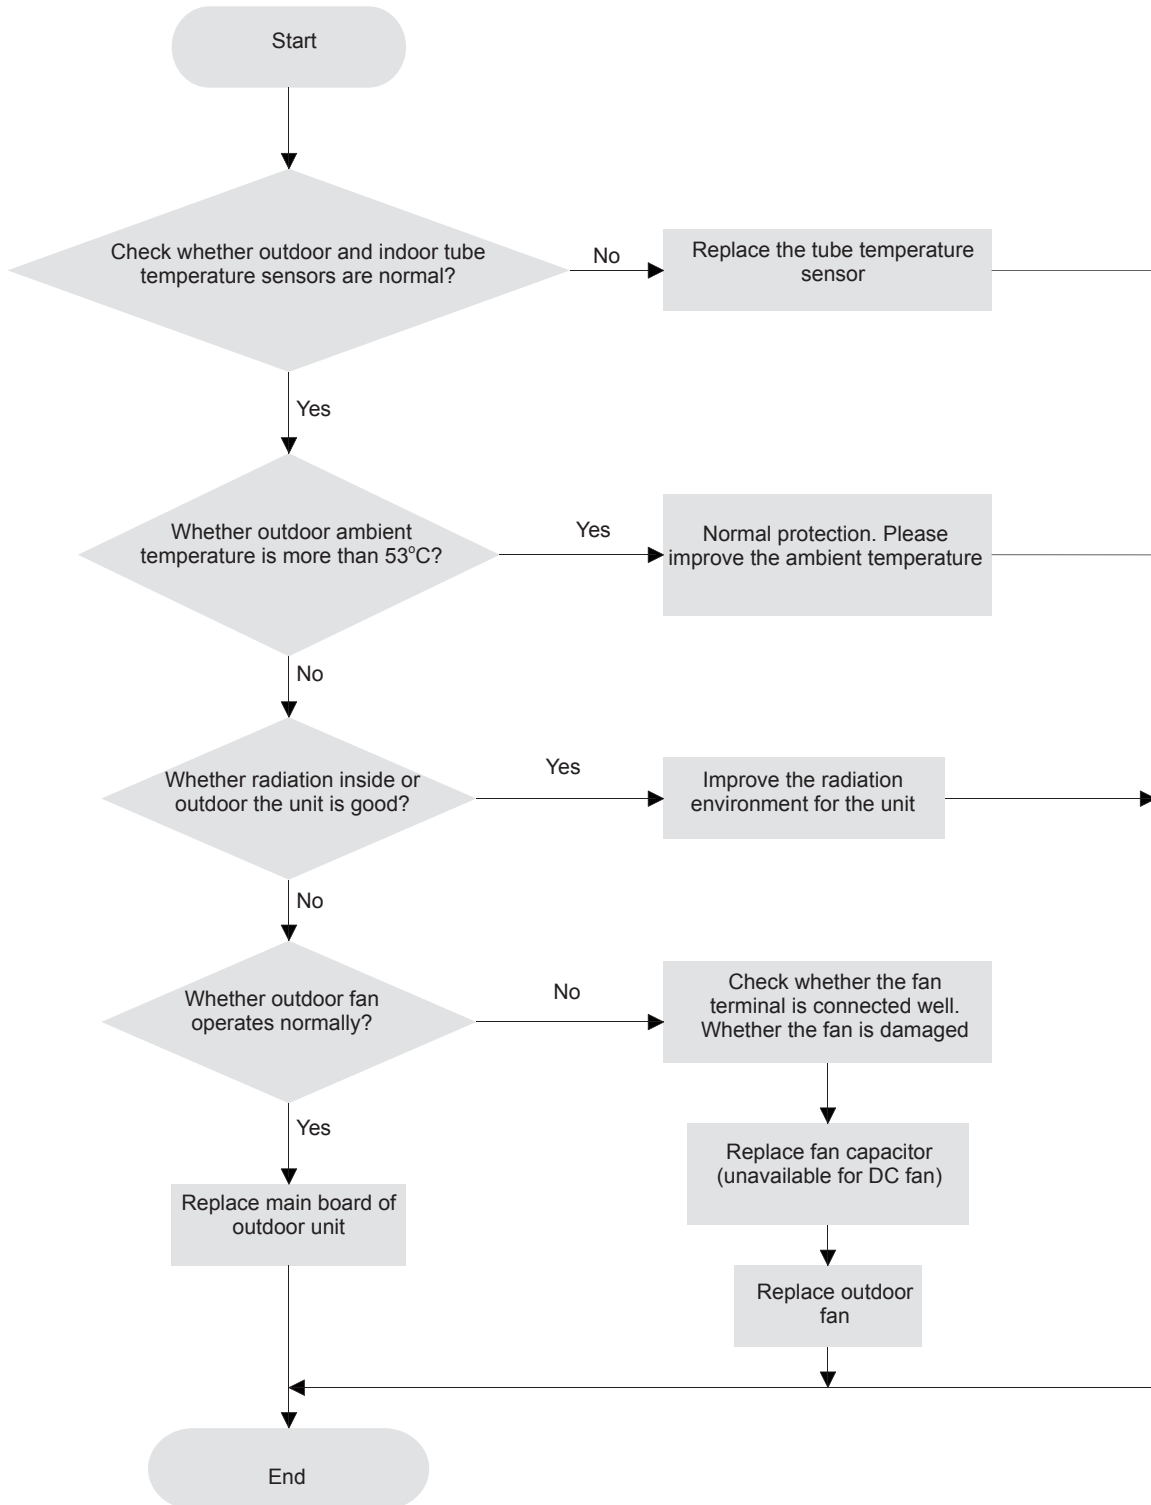 Start
Check whether outdoor and indoor tube
temperature sensors are normal?
No
Replace the tube temperature
sensor
Yes
Whether outdoor ambient
temperature is more than 53°C?
Yes
Normal protection. Please
improve the ambient temperature
No
Whether radiation inside or
outdoor the unit is good?
Yes
Improve the radiation
environment for the unit
No
Whether outdoor fan
operates normally?
No
Check whether the fan
terminal is connected well.
Whether the fan is damaged
Yes
Replace fan capacitor
(unavailable for DC fan)
Replace main board of
outdoor unit
Replace outdoor
fan
End